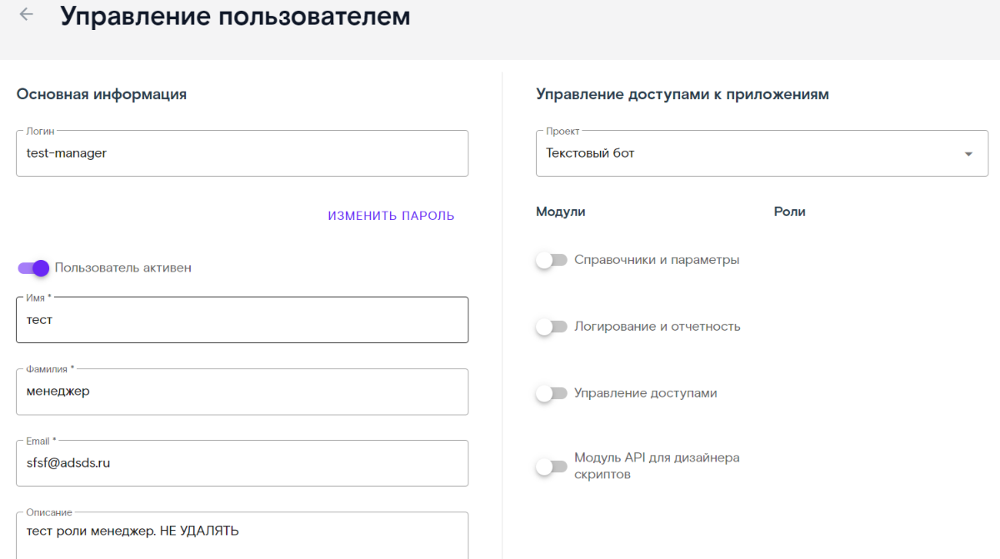 Управление пользователем
Основная информация
Логин
test-manager
ИЗМЕНИТЬ ПАРОЛЬ
Пользователь активен
Имя *
тест
Фамилия *
менеджер
Email *
sfsf@adsds.ru
Описание
тест роли менеджер. НЕ УДАЛЯТЬ
Управление доступами к приложениям
Проект
Текстовый бот
Модули Роли
Справочники и параметры
Логирование и отчетность
Управление доступами
Модуль API для дизайнера
скриптов